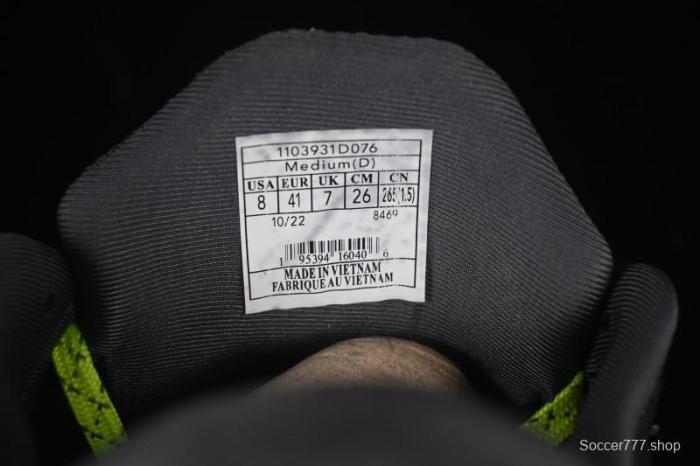 1103931D076
Medium(D)
USA EUR UK CM CN
8 41 7 26 265(1.5)
10/22 8469
1 95394 16040 6
MADE IN VIETNAM
FABRIQUE AU VIETNAM
Soccer777.shop